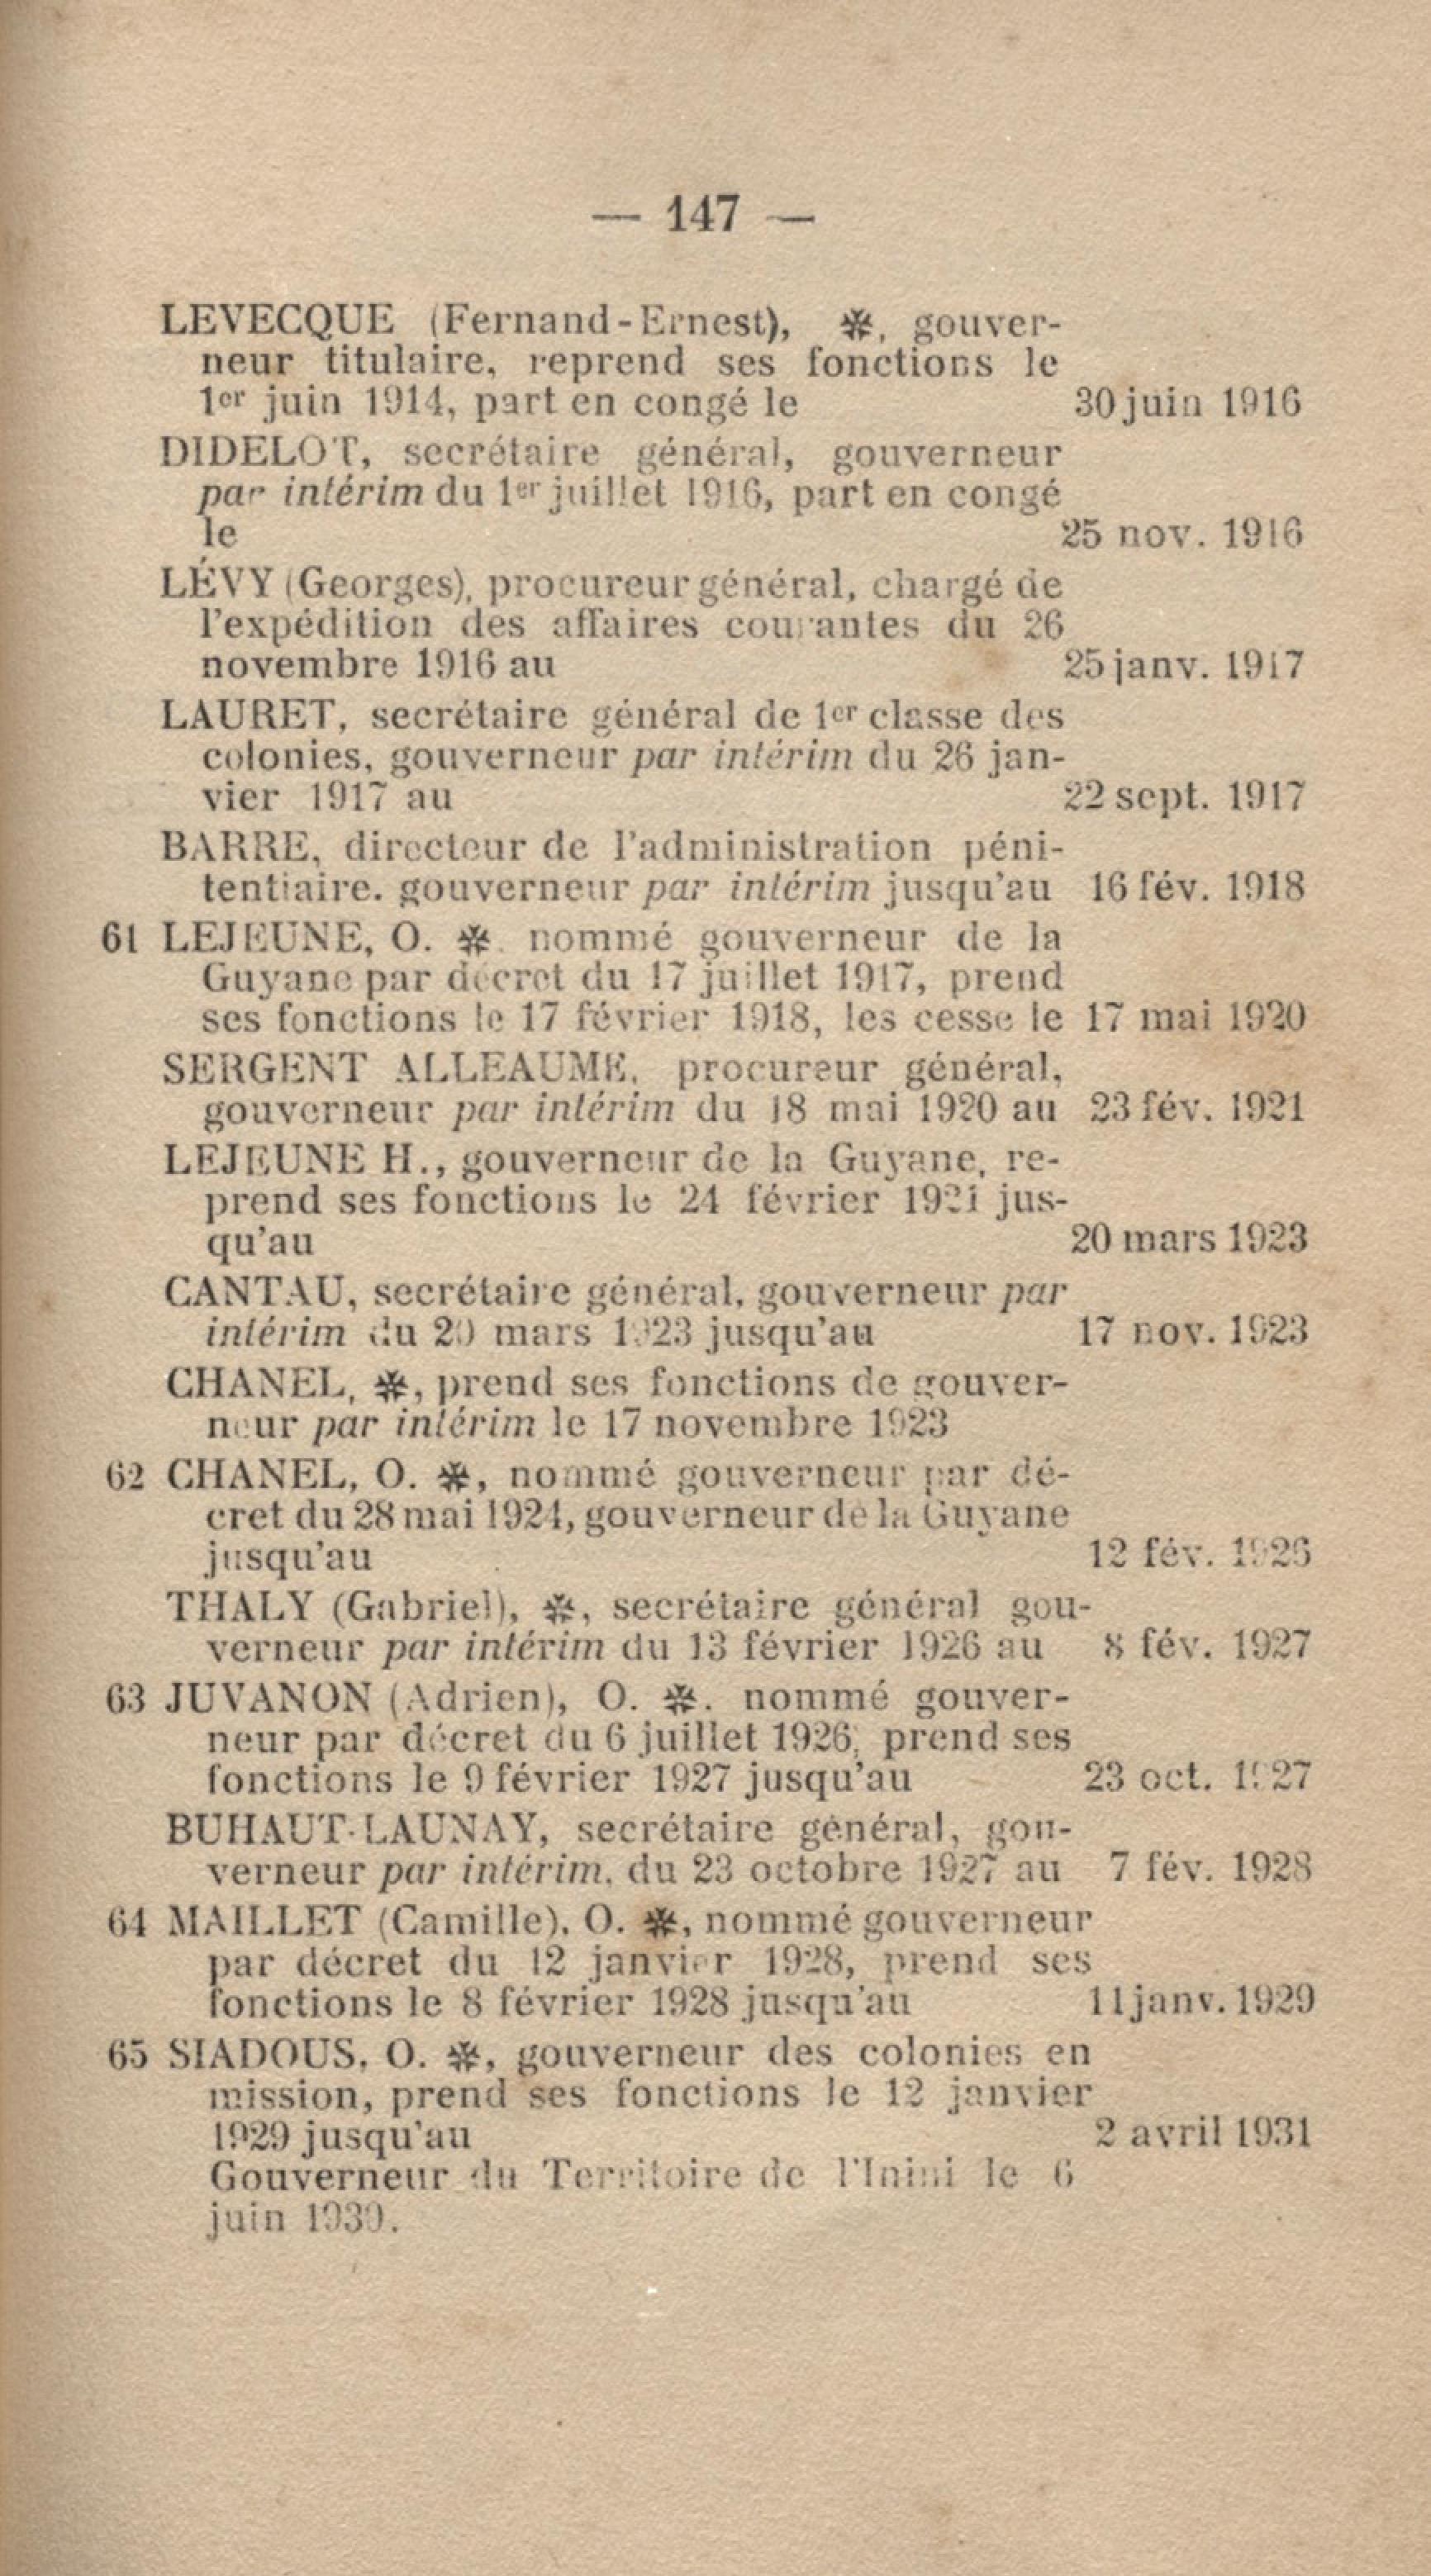 — 147 —
LEVECQUE (Fernand-Ernest), ✻, gouver-
neur titulaire, reprend ses fonctions le
1er juin 1914, part en congé le 30 juin 1916
DIDELOT, secrétaire général, gouverneur
par intérim du 1er juillet 1916, part en congé
le 25 nov. 1916
LÉVY (Georges), procureur général, chargé de
l'expédition des affaires courantes du 26
novembre 1916 au 25 janv. 1917
LAURET, secrétaire général de 1er classe des
colonies, gouverneur par intérim du 26 jan-
vier 1917 au 22 sept. 1917
BARRE, directeur de l'administration péni-
tentiaire. gouverneur par intérim jusqu'au 16 fév. 1918
61 LEJEUNE, O. ✻. nommé gouverneur de la
Guyane par décret du 17 juillet 1917, prend
ses fonctions le 17 février 1918, les cesse le 17 mai 1920
SERGENT ALLEAUME, procureur général,
gouverneur par intérim du 18 mai 1920 au 23 fév. 1921
LEJEUNE H., gouverneur de la Guyane, re-
prend ses fonctions le 24 février 1921 jus-
qu'au 20 mars 1923
CANTAU, secrétaire général, gouverneur par
intérim du 20 mars 1923 jusqu'au 17 nov. 1923
CHANEL, ✻, prend ses fonctions de gouver-
neur par intérim le 17 novembre 1923
62 CHANEL, O. ✻, nommé gouverneur par dé-
cret du 28 mai 1924, gouverneur de la Guyane
jusqu'au 12 fév. 1926
THALY (Gabriel), ✻, secrétaire général gou-
verneur par intérim du 13 février 1926 au 8 fév. 1927
63 JUVANON (Adrien), O. ✻. nommé gouver-
neur par décret du 6 juillet 1926, prend ses
fonctions le 9 février 1927 jusqu'au 23 oct. 1927
BUHAUT-LAUNAY, secrétaire général, gou-
verneur par intérim, du 23 octobre 1927 au 7 fév. 1928
64 MAILLET (Camille), O. ✻, nommé gouverneur
par décret du 12 janvier 1928, prend ses
fonctions le 8 février 1928 jusqu'au 11 janv. 1929
65 SIADOUS, O. ✻, gouverneur des colonies en
mission, prend ses fonctions le 12 janvier
1929 jusqu'au 2 avril 1931
Gouverneur du Territoire de l'Inini le 6
juin 1930.